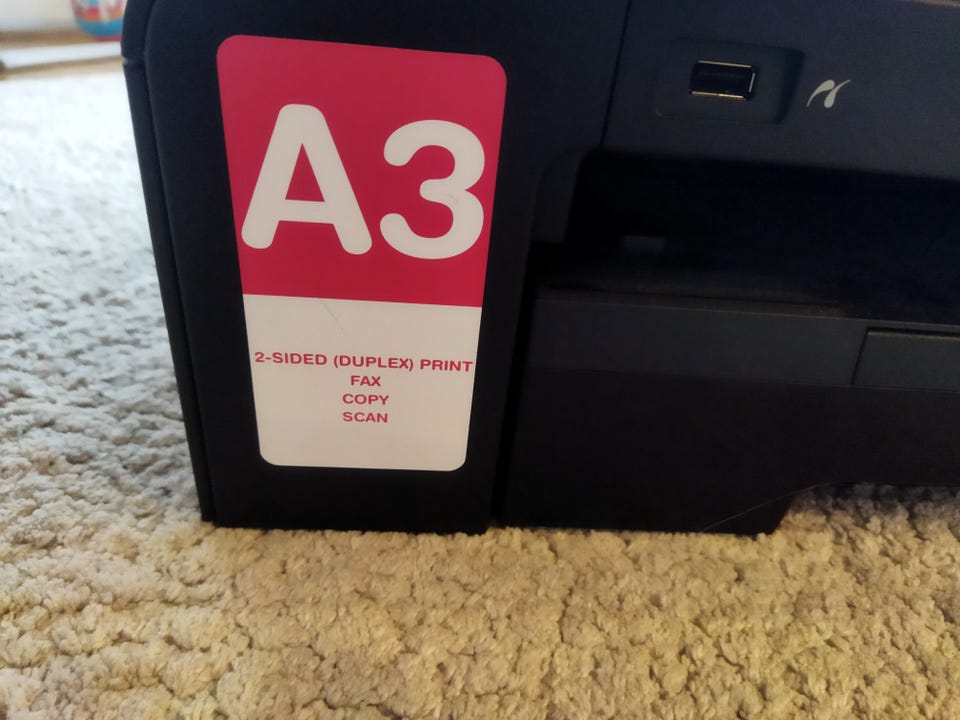 A3
2-SIDED (DUPLEX) PRINT
FAX
COPY
SCAN